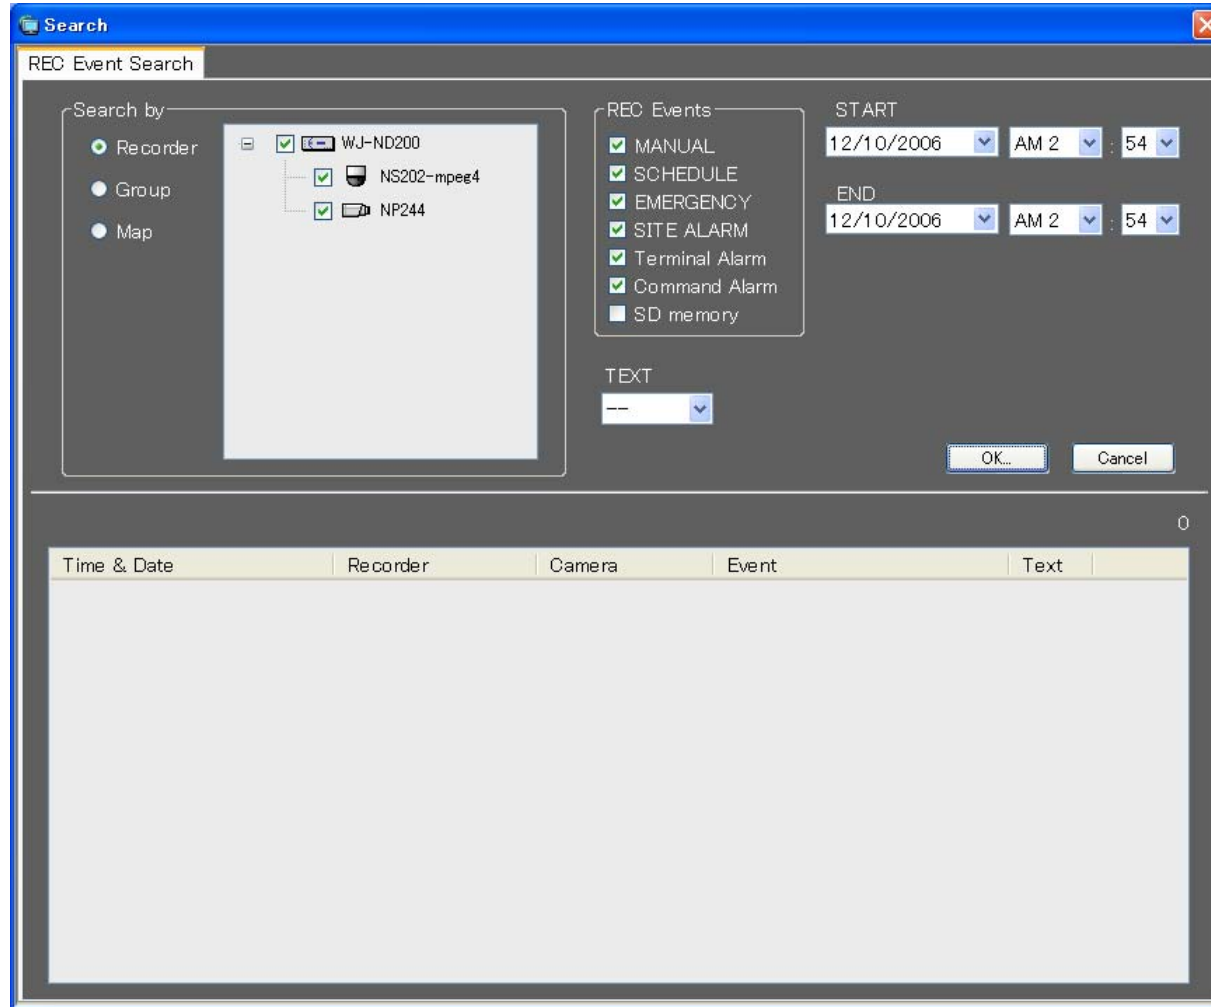 Search
REC Event Search
Search by
Recorder
Group
Map
WJ-ND200
NS202-mpeg4
NP244
REC Events
MANUAL
SCHEDULE
EMERGENCY
SITE ALARM
Terminal Alarm
Command Alarm
SD memory
TEXT
--
START
12/10/2006 AM 2 : 54
END
12/10/2006 AM 2 : 54
OK... Cancel
0
Time & Date Recorder Camera Event Text